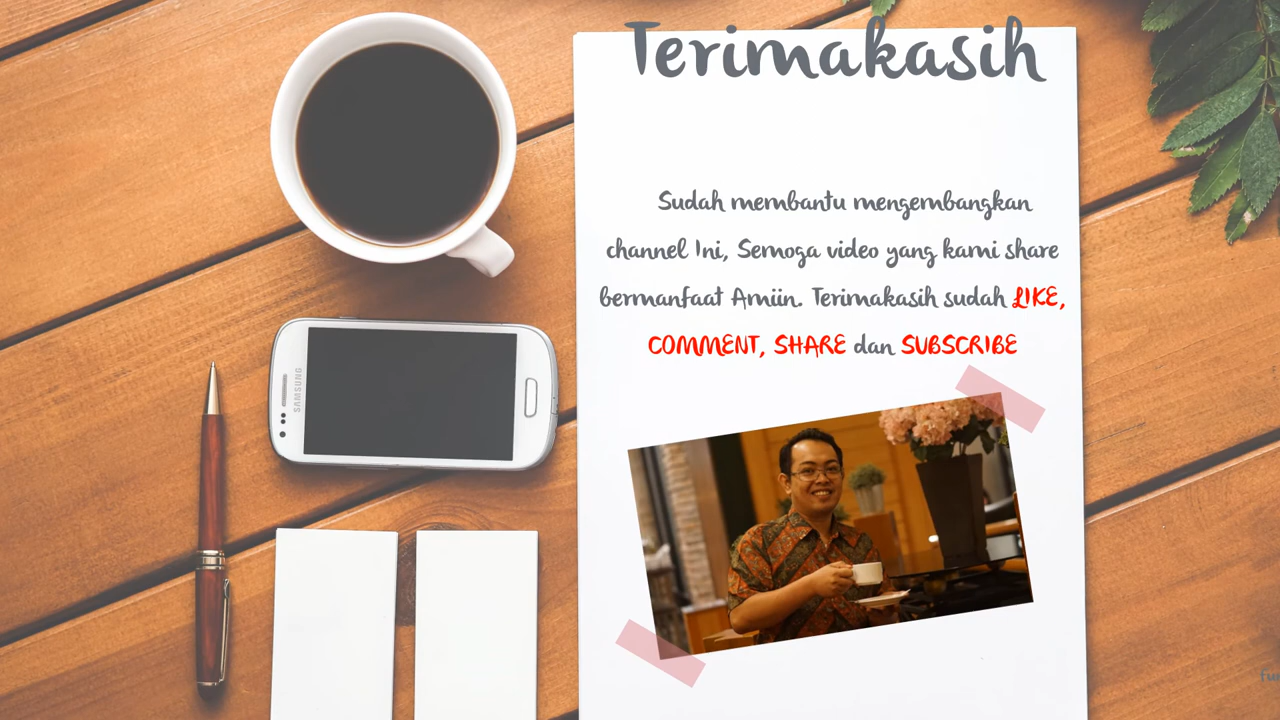 Terimakasih
Sudah membantu mengembangkan
channel Ini, Semoga video yang kami share
bermanfaat Amiin. Terimakasih sudah LIKE,
COMMENT, SHARE dan SUBSCRIBE
SAMSUNG